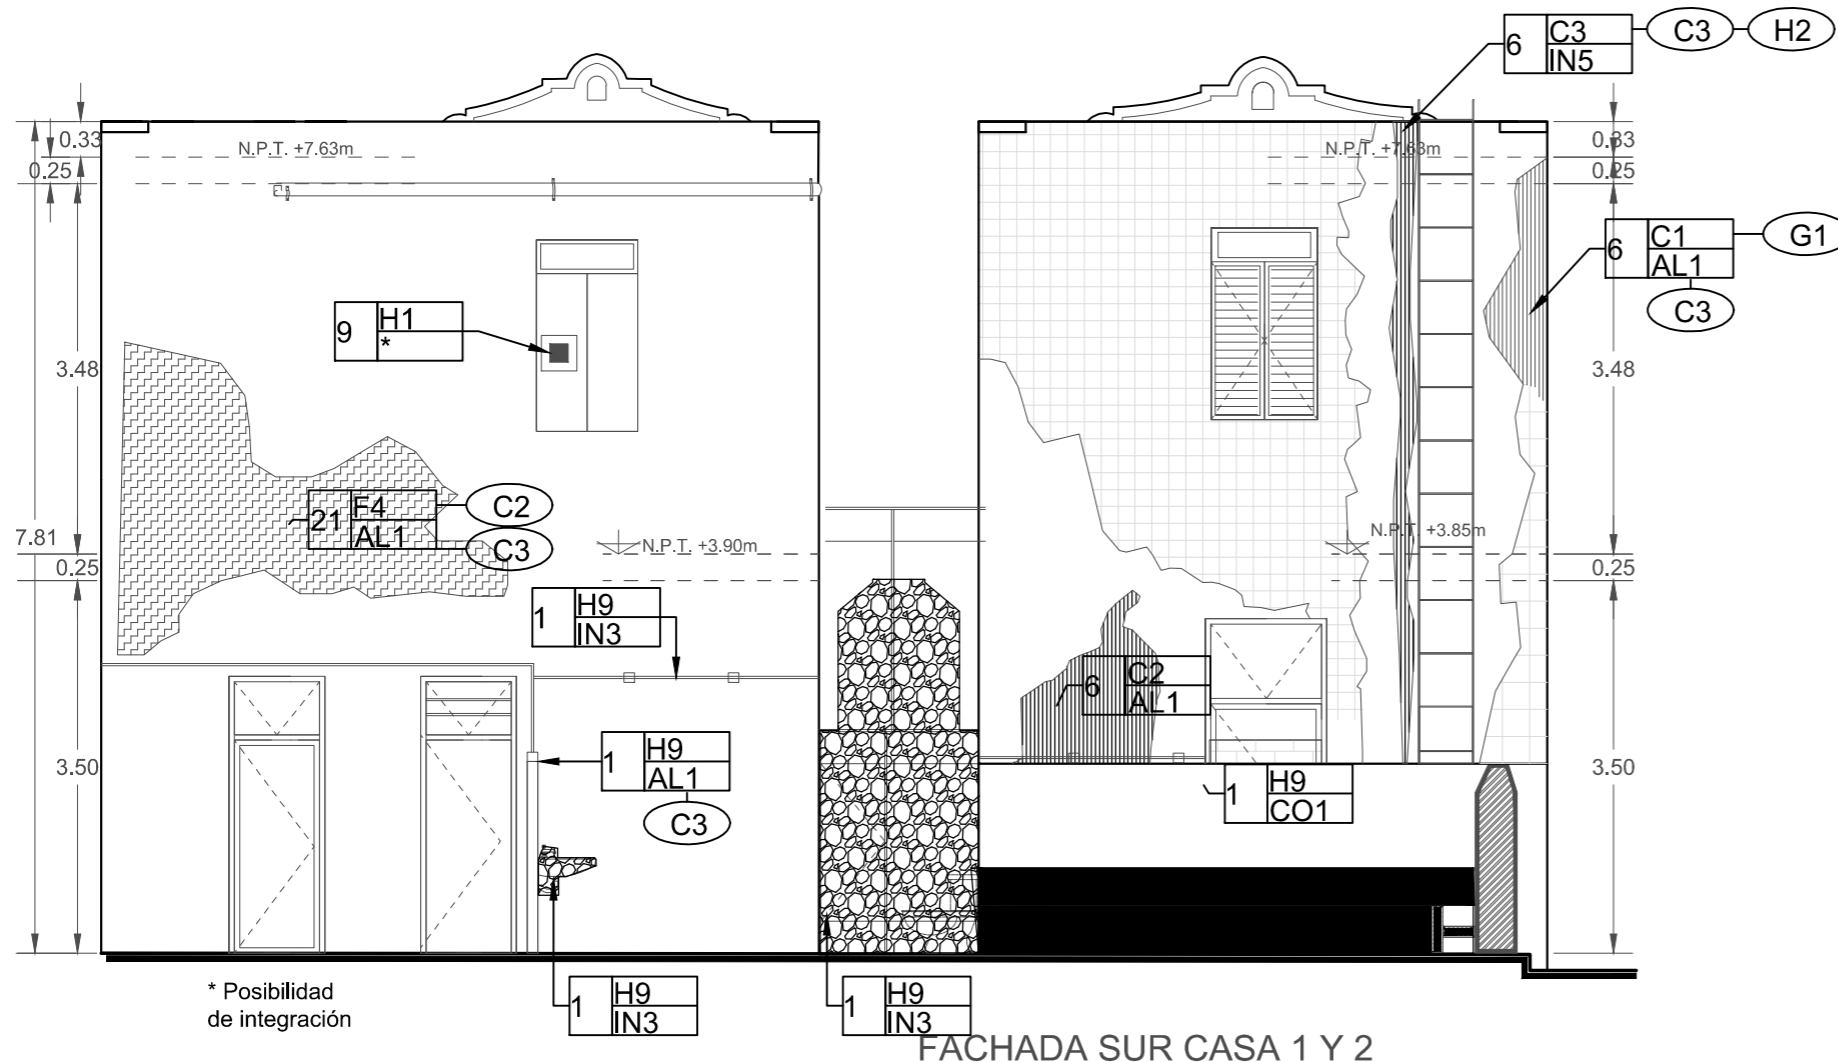 6 C3 C3 H2
IN5
0.33
N.P.T. +7.63m
N.P.T. +7.63m
0.33
0.25
0.25
6 C1 G1
AL1
C3
9 H1
*
3.48
3.48
21 F4 C2
AL1 C3
7.81
N.P.T. +3.90m
N.P.T. +3.85m
0.25
0.25
1 H9
IN3
6 C2
AL1
1 H9
AL1
C3
3.50
3.50
1 H9
CO1
* Posibilidad
de integración
1 H9
IN3
1 H9
IN3
FACHADA SUR CASA 1 Y 2